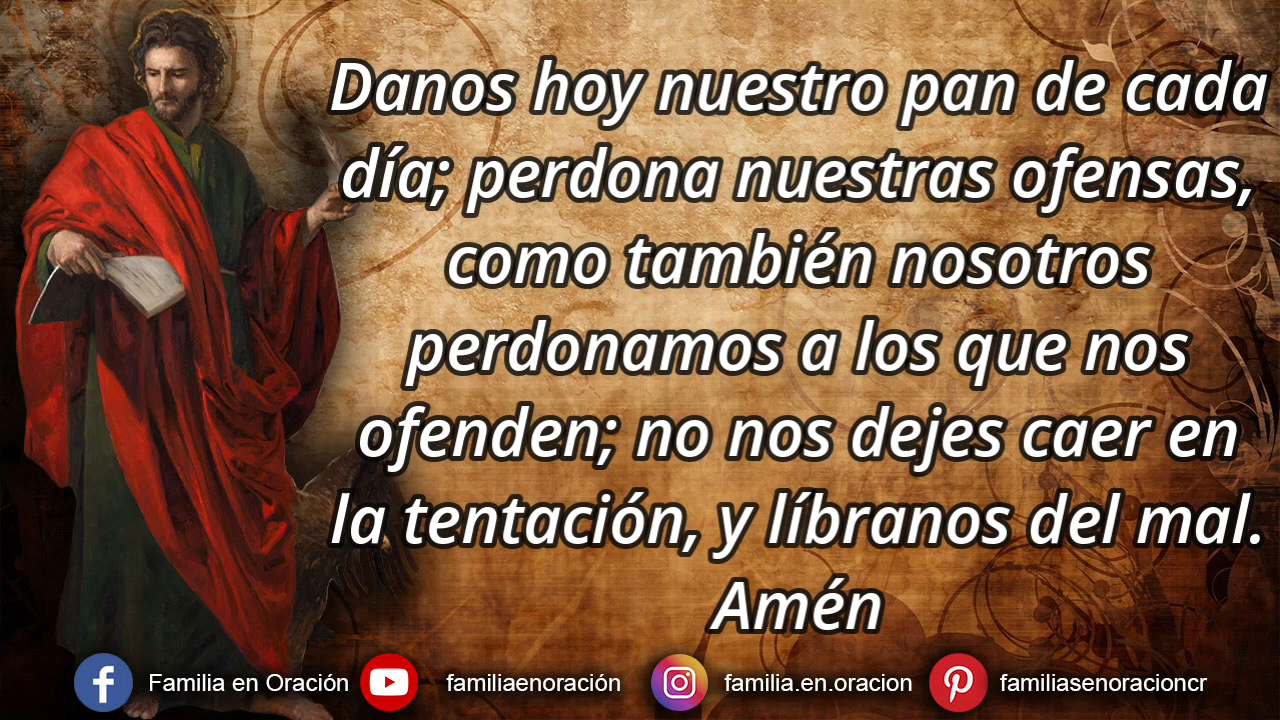 Danos hoy nuestro pan de cada
día; perdona nuestras ofensas,
como también nosotros
perdonamos a los que nos
ofenden; no nos dejes caer en
la tentación, y líbranos del mal.
Amén
Familia en Oración familiaenoración familia.en.oracion familiasenoracioncr